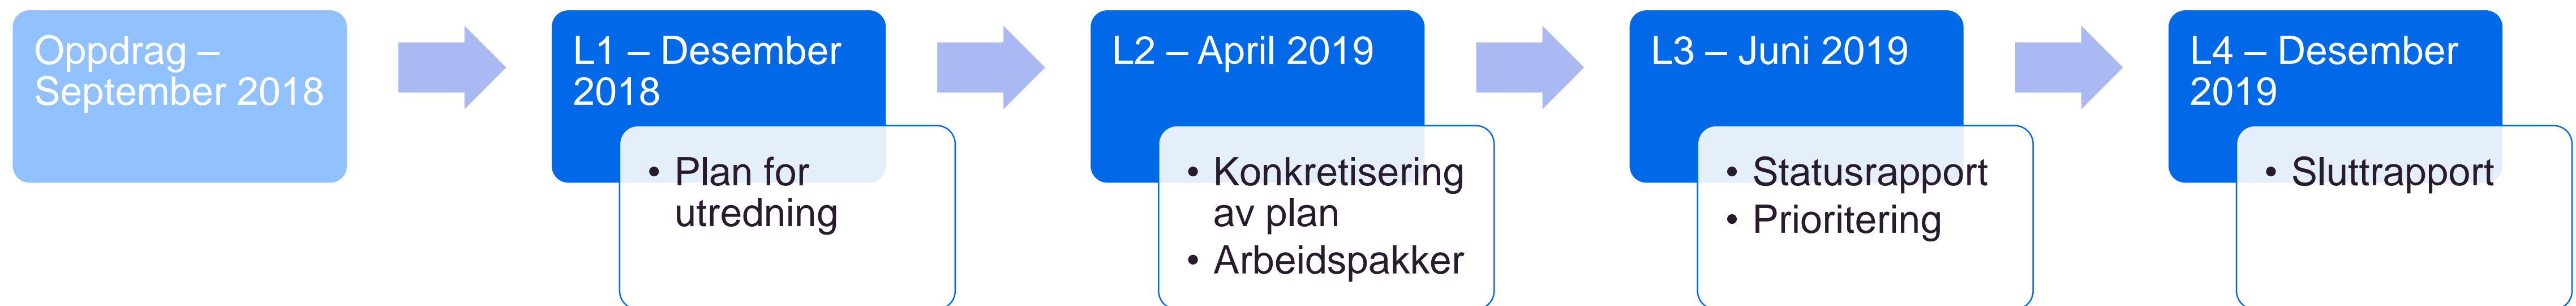 Oppdrag –
September 2018
L1 – Desember
2018
• Plan for
utredning
L2 – April 2019
• Konkretisering
av plan
• Arbeidspakker
L3 – Juni 2019
• Statusrapport
• Prioritering
L4 – Desember
2019
• Sluttrapport